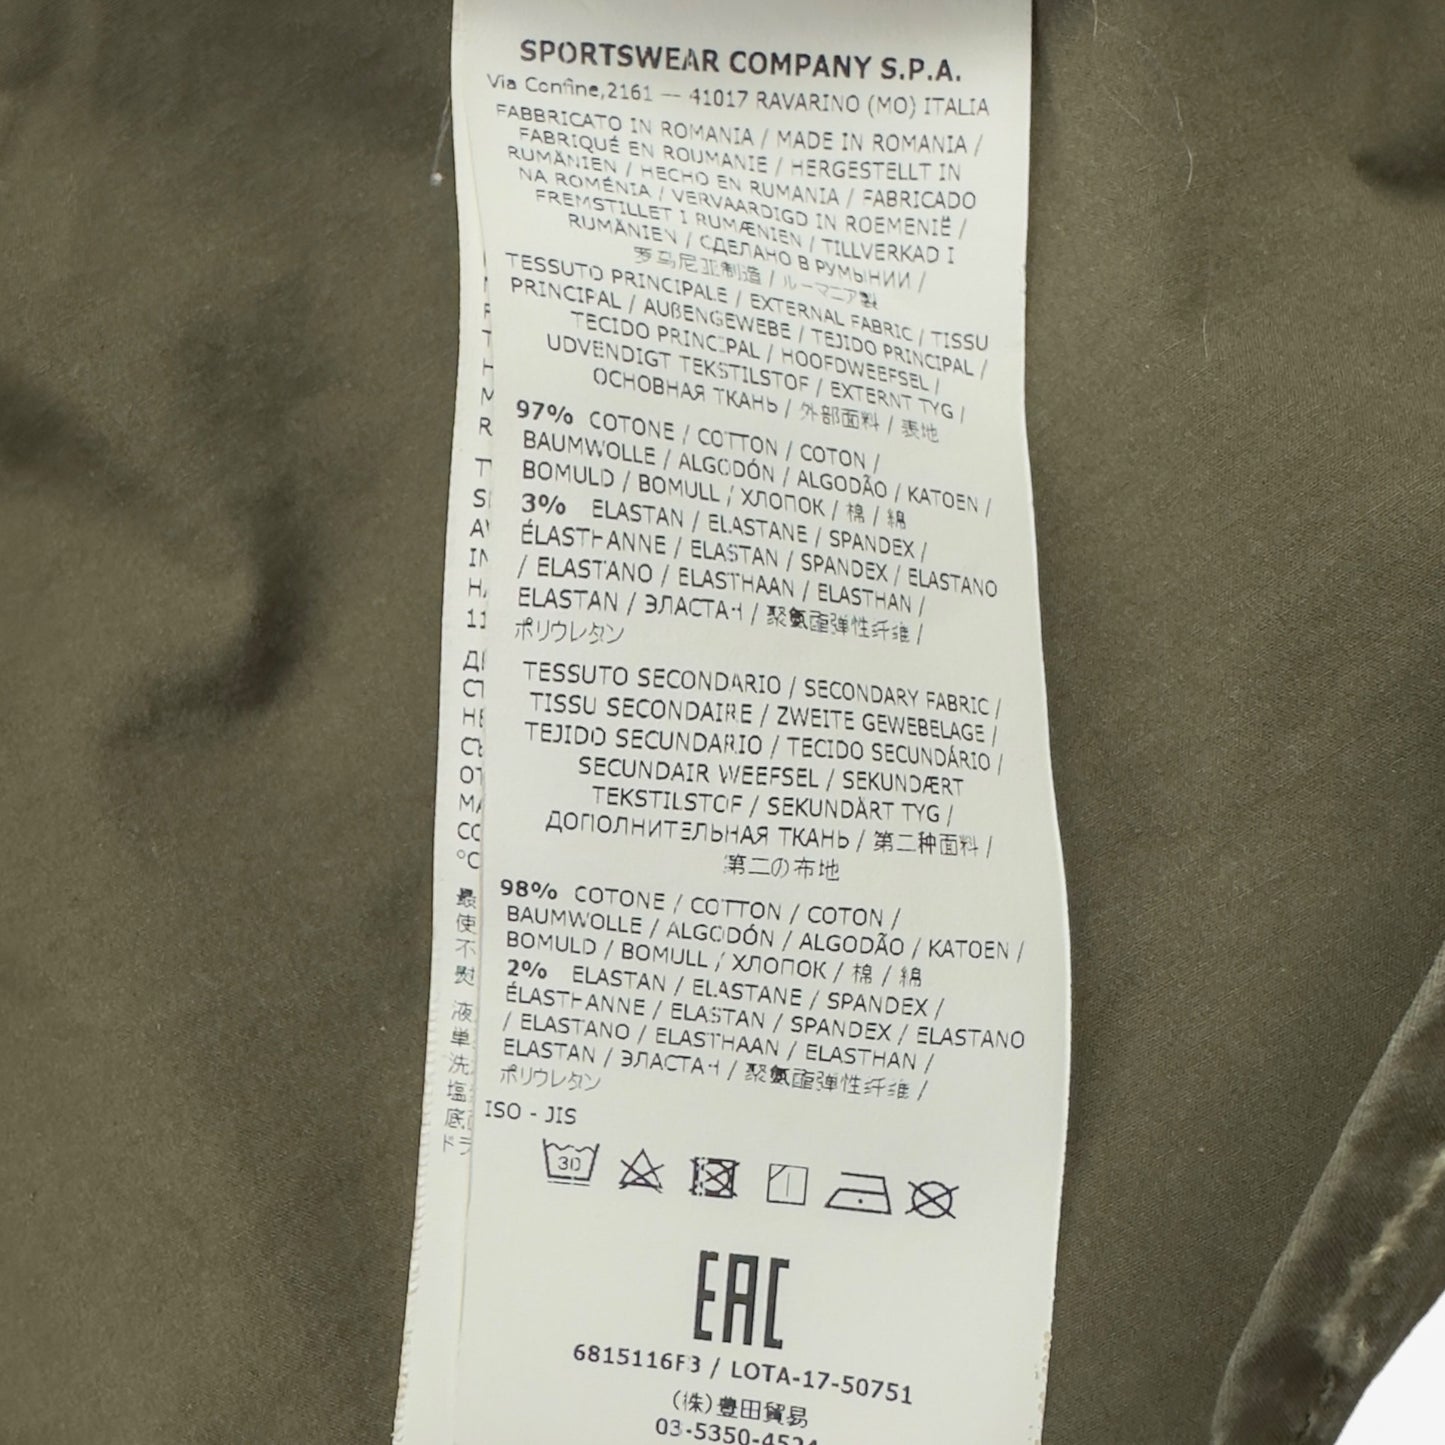 SPORTSWEAR COMPANY S.P.A.
Via Confine,2161 — 41017 RAVARINO (MO) ITALIA
FABBRICATO IN ROMANIA / MADE IN ROMANIA /
FABRIQUÉ EN ROUMANIE / HERGESTELLT IN
RUMÄNIEN / HECHO EN RUMANIA / FABRICADO
NA ROMÉNIA / VERVAARDIGD IN ROEMENIË /
FREMSTILLET I RUMÆNIEN / TILLVERKAD I
RUMÄNIEN / СДЕЛАНО В РУМЫНИИ /
罗马尼亚制造 / ルーマニア製
TESSUTO PRINCIPALE / EXTERNAL FABRIC / TISSU
PRINCIPAL / AUßENGEWEBE / TEJIDO PRINCIPAL /
TECIDO PRINCIPAL / HOOFDWEEFSEL /
UDVENDIGT TEKSTILSTOF / EXTERNT TYG /
ОСНОВНАЯ ТКАНЬ / 外部面料 / 表地
97% COTONE / COTTON / COTON /
BAUMWOLLE / ALGODÓN / ALGODÃO / KATOEN /
BOMULD / BOMULL / ХЛОПОК / 棉 / 綿
3% ELASTAN / ELASTANE / SPANDEX /
ÉLASTHANNE / ELASTAN / SPANDEX / ELASTANO
/ ELASTANO / ELASTHAAN / ELASTHAN /
ELASTAN / ЭЛАСТАН / 聚氨酯弹性纤维 /
ポリウレタン
TESSUTO SECONDARIO / SECONDARY FABRIC /
TISSU SECONDAIRE / ZWEITE GEWEBELAGE /
TEJIDO SECUNDARIO / TECIDO SECUNDÁRIO /
SECUNDAIR WEEFSEL / SEKUNDÆRT
TEKSTILSTOF / SEKUNDÄRT TYG /
ДОПОЛНИТЕЛЬНАЯ ТКАНЬ / 第二种面料 /
第二の布地
98% COTONE / COTTON / COTON /
BAUMWOLLE / ALGODÓN / ALGODÃO / KATOEN /
BOMULD / BOMULL / ХЛОПОК / 棉 / 綿
2% ELASTAN / ELASTANE / SPANDEX /
ÉLASTHANNE / ELASTAN / SPANDEX / ELASTANO
/ ELASTANO / ELASTHAAN / ELASTHAN /
ELASTAN / ЭЛАСТАН / 聚氨酯弹性纤维 /
ポリウレタン
ISO - JIS
30
EAC
6815116F3 / LOTA-17-50751
(株)豊田貿易
03-5350-4524